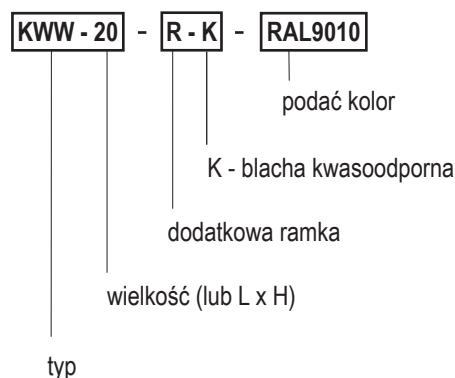 KWW - 20 - R - K - RAL9010
podać kolor
K - blacha kwasoodporna
dodatkowa ramka
wielkość (lub L x H)
typ